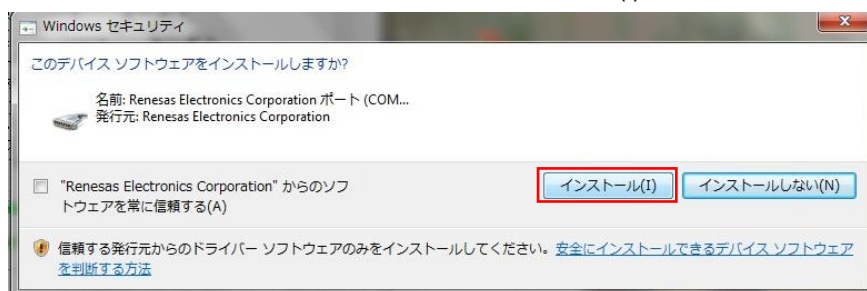 Windows セキュリティ
このデバイス ソフトウェアをインストールしますか?
名前: Renesas Electronics Corporation ポート (COM...
発行元: Renesas Electronics Corporation
"Renesas Electronics Corporation" からのソフ
トウェアを常に信頼する(A)
インストール(I)
インストールしない(N)
信頼する発行元からのドライバー ソフトウェアのみをインストールしてください。安全にインストールできるデバイス ソフトウェア
を判断する方法